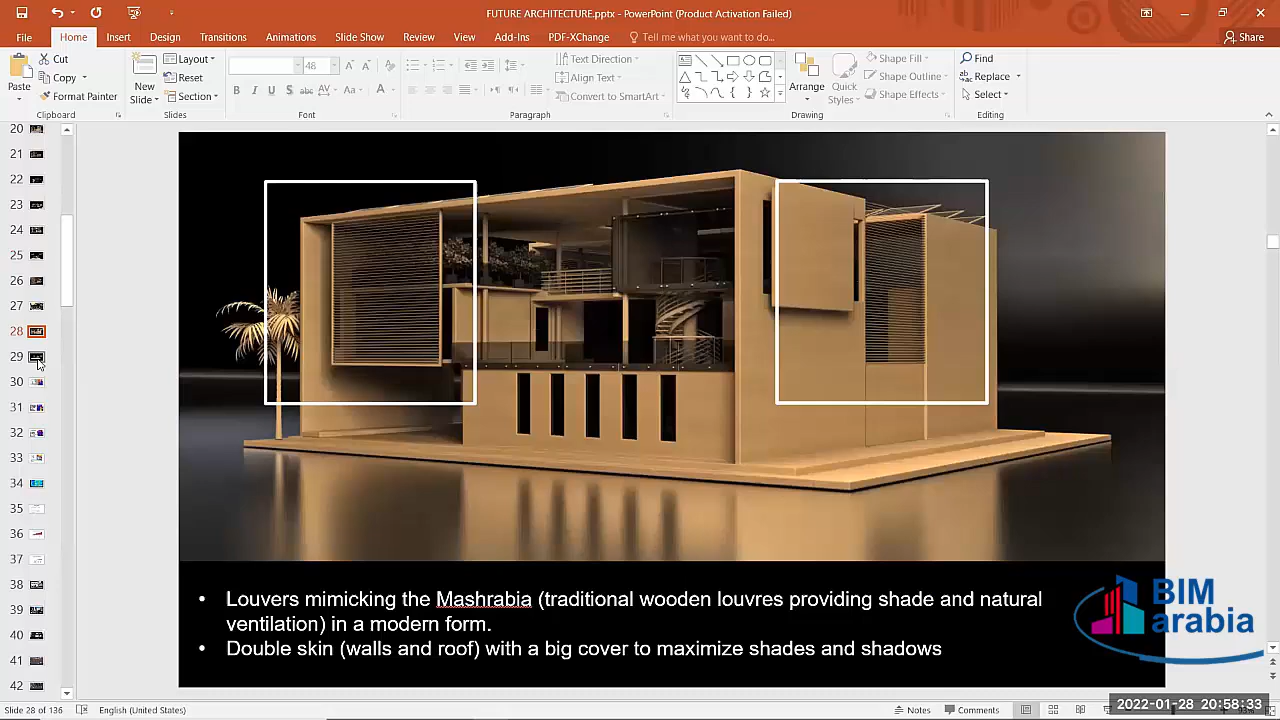 FUTURE ARCHITECTURE.pptx - PowerPoint (Product Activation Failed)
File Home Insert Design Transitions Animations Slide Show Review View Add-Ins PDF-XChange Tell me what you want to do... Share
Paste
Cut
Copy
Format Painter
Clipboard
New
Slide
Layout
Reset
Section
Slides
48
B I U S abc AV Aa A
Font
Text Direction
Align Text
Convert to SmartArt
Paragraph
Arrange
Quick
Styles
Shape Fill
Shape Outline
Shape Effects
Drawing
Find
Replace
Select
Editing
20
21
22
23
24
25
26
27
28
29
30
31
32
33
34
35
36
37
38
39
40
41
42
• Louvers mimicking the Mashrabia (traditional wooden louvres providing shade and natural
ventilation) in a modern form.
• Double skin (walls and roof) with a big cover to maximize shades and shadows
BIM
arabia
Slide 28 of 136 English (United States) Notes Comments
2022-01-28 20:58:33